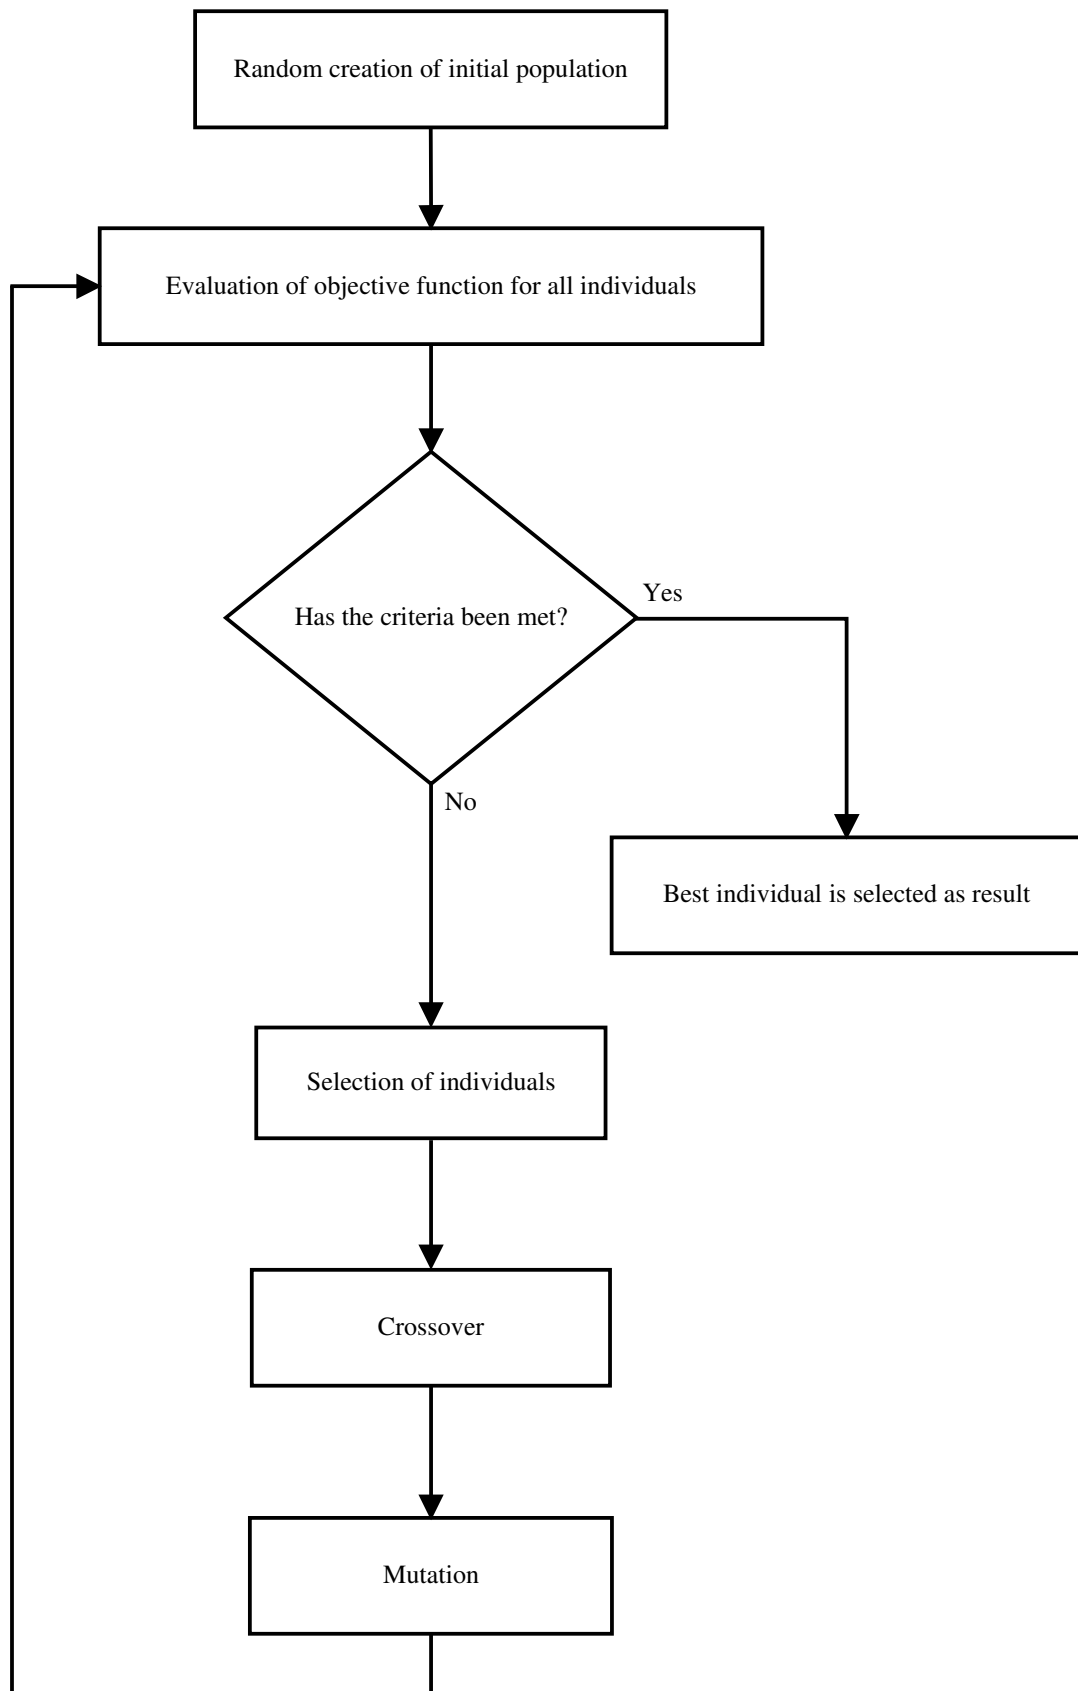 Random creation of initial population
Evaluation of objective function for all individuals
Has the criteria been met?
Yes
No
Best individual is selected as result
Selection of individuals
Crossover
Mutation